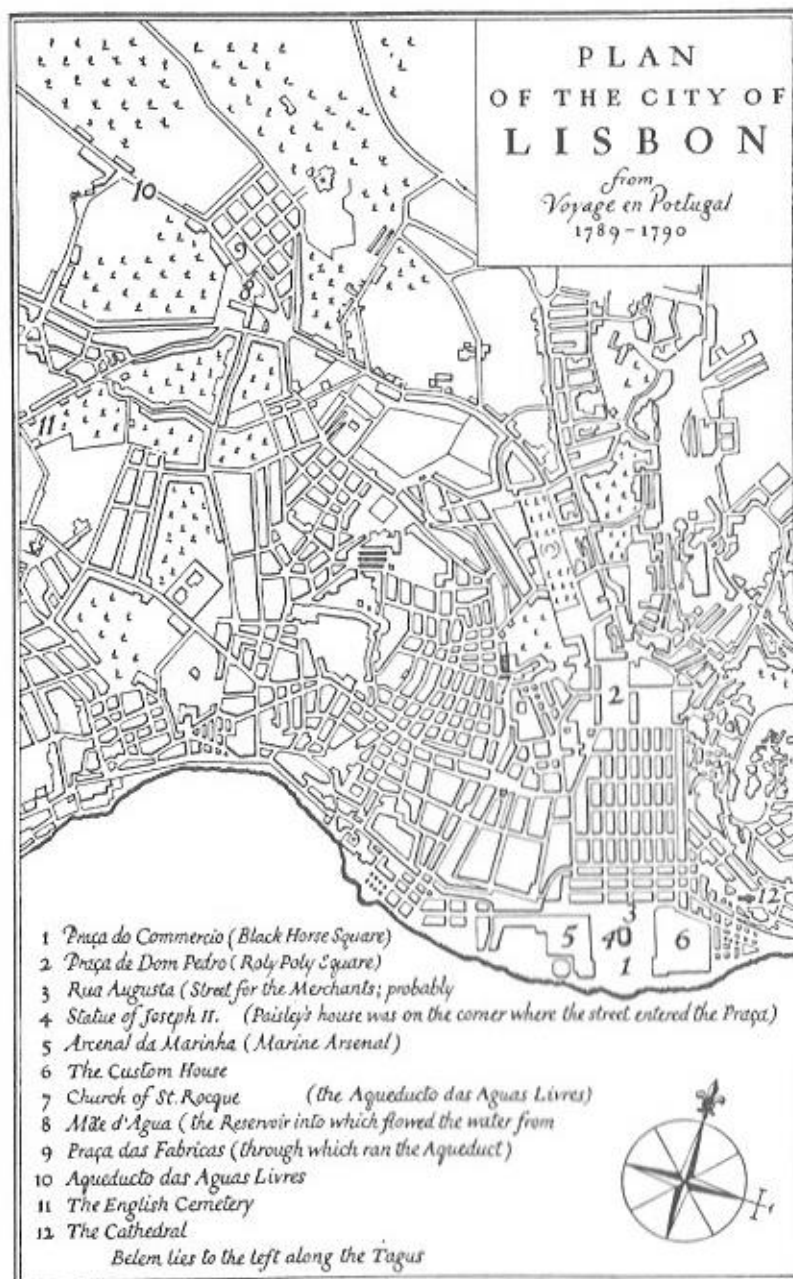 PLAN
OF THE CITY OF
LISBON
from
Voyage en Portugal
1789-1790
10
9
8
11
2
12
3
5
4
6
1
1 Praça do Commercio (Black Horse Square)
2 Praça de Dom Pedro (Roly Poly Square)
3 Rua Augusta (Street for the Merchants; probably
4 Statue of Joseph II. (Paisley's house was on the corner where the street entered the Praça)
5 Arcenal da Marinha (Marine Arsenal)
6 The Custom House
7 Church of St. Rocque (the Aqueducto das Aguas Livres)
8 Mãe d'Agua (the Reservoir into which flowed the water from
9 Praça das Fabricas (through which ran the Aqueduct)
10 Aqueducto das Aguas Livres
11 The English Cemetery
12 The Cathedral
Belem lies to the left along the Tagus